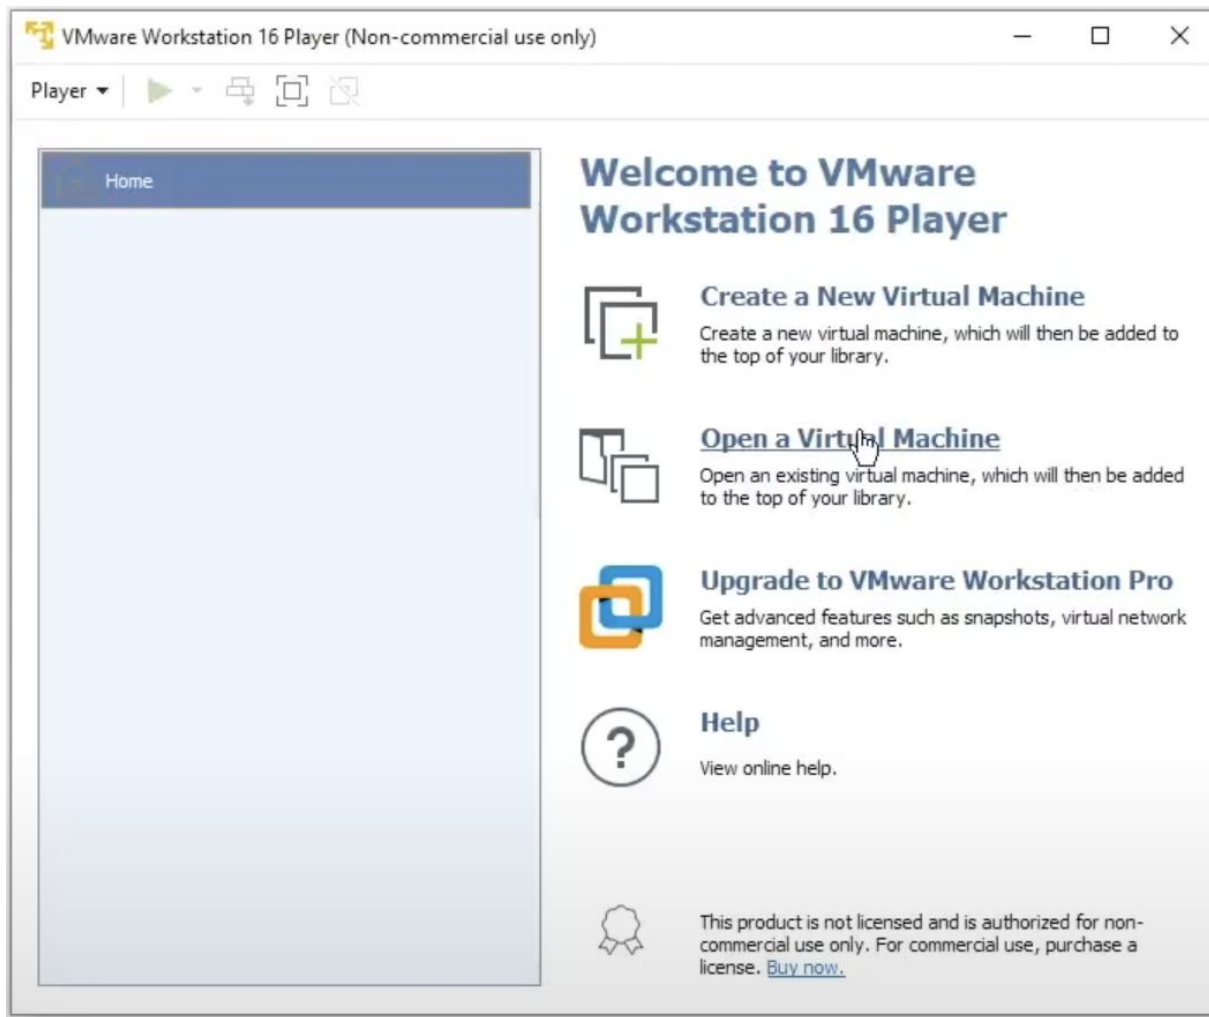 VMware Workstation 16 Player (Non-commercial use only)
Player
Home
Welcome to VMware
Workstation 16 Player
Create a New Virtual Machine
Create a new virtual machine, which will then be added to
the top of your library.
Open a Virtual Machine
Open an existing virtual machine, which will then be added
to the top of your library.
Upgrade to VMware Workstation Pro
Get advanced features such as snapshots, virtual network
management, and more.
Help
?
View online help.
This product is not licensed and is authorized for non-
commercial use only. For commercial use, purchase a
license. Buy now.